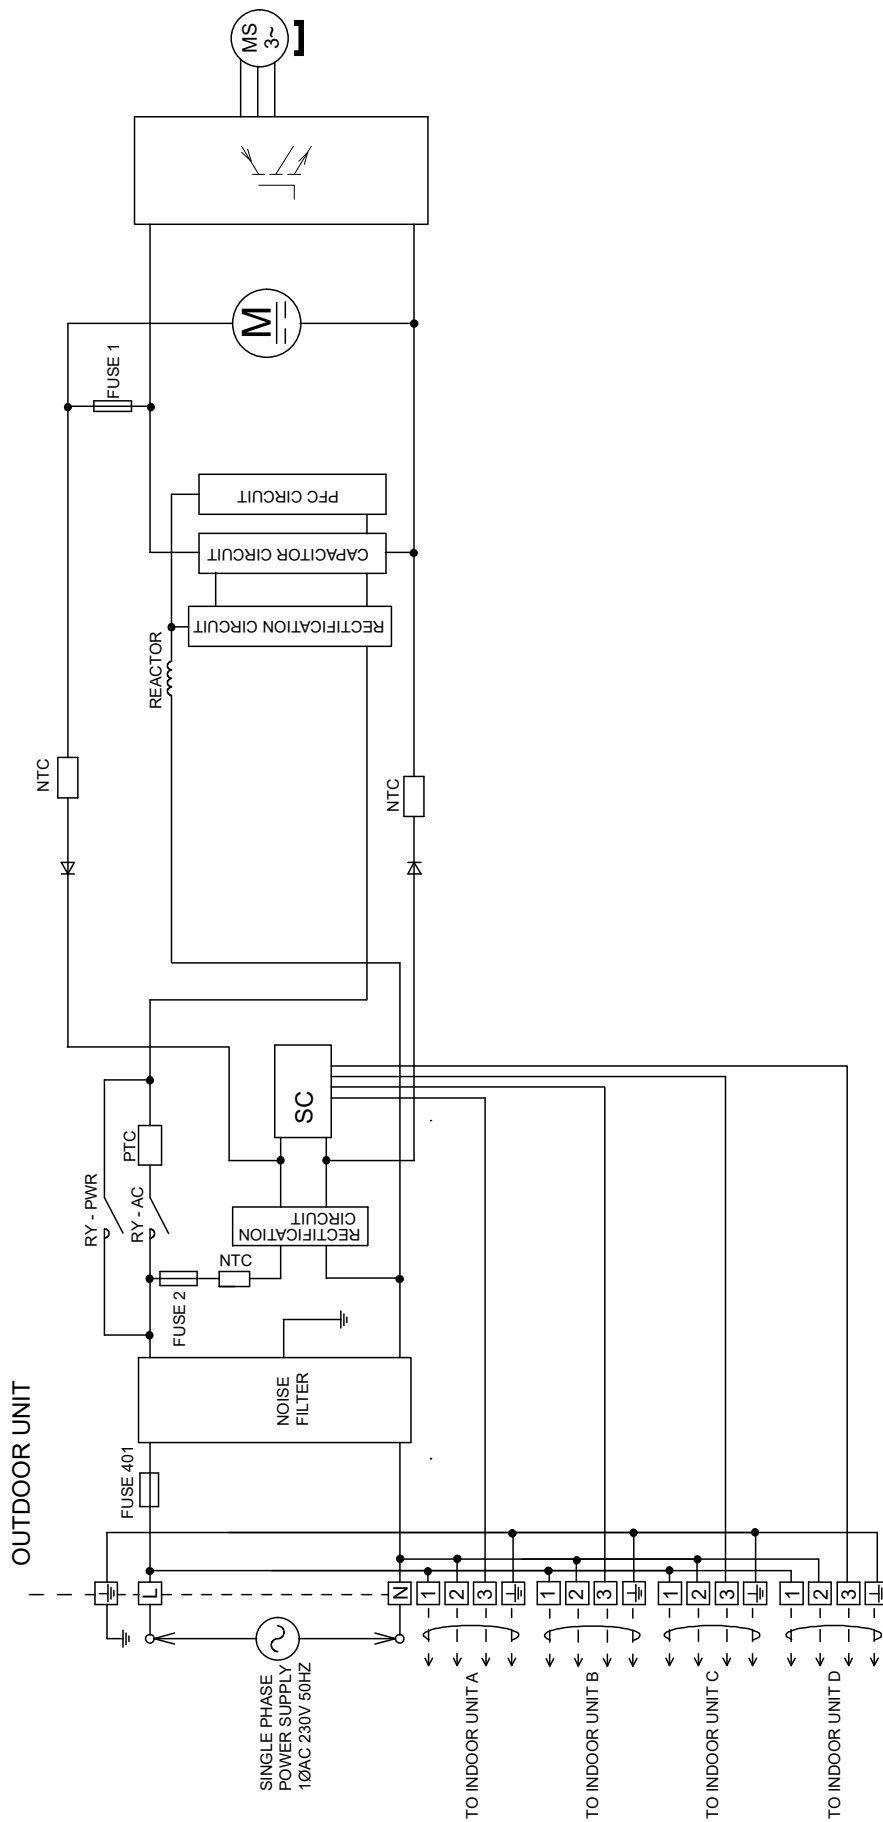 OUTDOOR UNIT
MS
3~
M
FUSE 1
PFC CIRCUIT
CAPACITOR CIRCUIT
RECTIFICATION CIRCUIT
REACTOR
NTC
NTC
SC
PTC
RY - PWR
RY - AC
RECTIFICATION
CIRCUIT
NTC
FUSE 2
NOISE
FILTER
FUSE 401
L
N
1
2
3
1
2
3
1
2
3
1
2
3
SINGLE PHASE
POWER SUPPLY
1ØAC 230V 50HZ
TO INDOOR UNIT A
TO INDOOR UNIT B
TO INDOOR UNIT C
TO INDOOR UNIT D